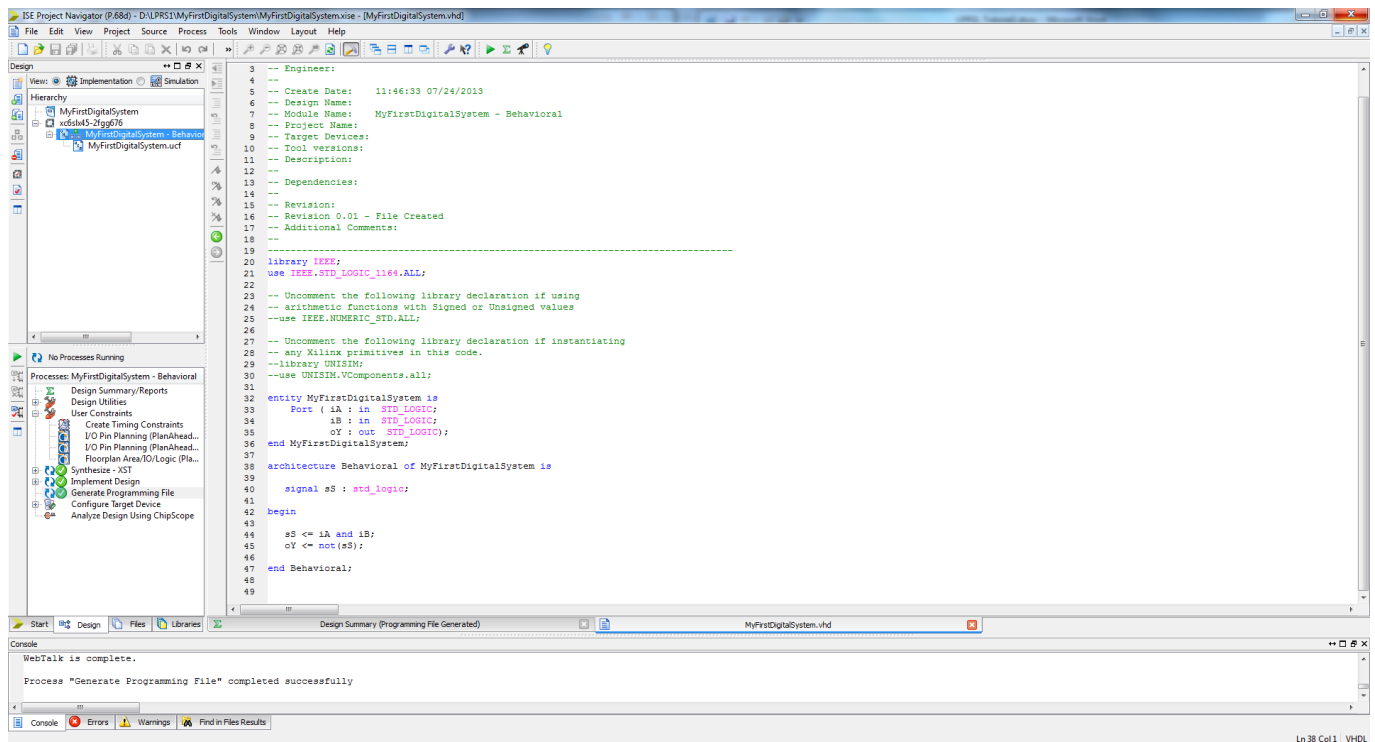 ISE Project Navigator (P.68d) - D:\LPRS1\MyFirstDigitalSystem\MyFirstDigitalSystem.xise - [MyFirstDigitalSystem.vhd]
File Edit View Project Source Process Tools Window Layout Help
Design
View: Implementation Simulation
Hierarchy
MyFirstDigitalSystem
xc6slx45-2fgg676
MyFirstDigitalSystem - Behavior
MyFirstDigitalSystem.ucf
No Processes Running
Processes: MyFirstDigitalSystem - Behavioral
Design Summary/Reports
Design Utilities
User Constraints
Create Timing Constraints
I/O Pin Planning (PlanAhead...
I/O Pin Planning (PlanAhead...
Floorplan Area/IO/Logic (Pla...
Synthesize - XST
Implement Design
Generate Programming File
Configure Target Device
Analyze Design Using ChipScope
Start Design Files Libraries
3 -- Engineer:
4 --
5 -- Create Date: 11:46:33 07/24/2013
6 -- Design Name:
7 -- Module Name: MyFirstDigitalSystem - Behavioral
8 -- Project Name:
9 -- Target Devices:
10 -- Tool versions:
11 -- Description:
12 --
13 -- Dependencies:
14 --
15 -- Revision:
16 -- Revision 0.01 - File Created
17 -- Additional Comments:
18 --
19 ----------------------------------------------------------------------------------
20 library IEEE;
21 use IEEE.STD_LOGIC_1164.ALL;
22
23 -- Uncomment the following library declaration if using
24 -- arithmetic functions with Signed or Unsigned values
25 --use IEEE.NUMERIC_STD.ALL;
26
27 -- Uncomment the following library declaration if instantiating
28 -- any Xilinx primitives in this code.
29 --library UNISIM;
30 --use UNISIM.VComponents.all;
31
32 entity MyFirstDigitalSystem is
33 Port ( iA : in STD_LOGIC;
34 iB : in STD_LOGIC;
35 oY : out STD_LOGIC);
36 end MyFirstDigitalSystem;
37
38 architecture Behavioral of MyFirstDigitalSystem is
39
40 signal sS : std_logic;
41
42 begin
43
44 sS <= iA and iB;
45 oY <= not(sS);
46
47 end Behavioral;
48
49
Design Summary (Programming File Generated)
MyFirstDigitalSystem.vhd
Console
WebTalk is complete.
Process "Generate Programming File" completed successfully
Console Errors Warnings Find in Files Results
Ln 38 Col 1 VHDL